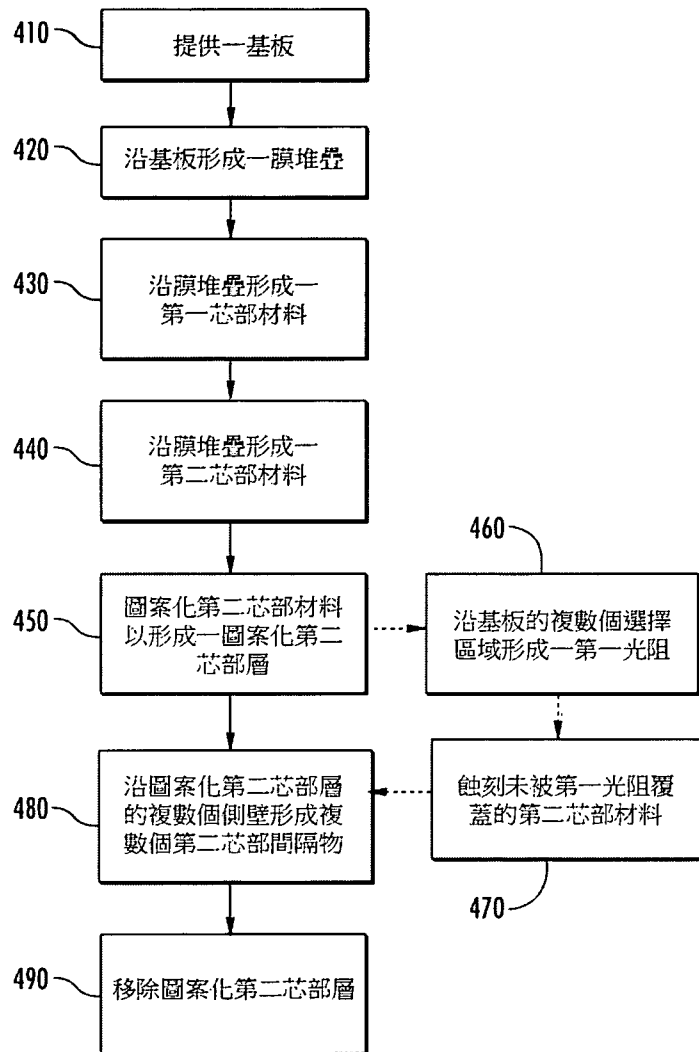 410
提供一基板
420
沿基板形成一膜堆疊
430
沿膜堆疊形成一
第一芯部材料
440
沿膜堆疊形成一
第二芯部材料
450
圖案化第二芯部材料
以形成一圖案化第二
芯部層
460
沿基板的複數個選擇
區域形成一第一光阻
470
蝕刻未被第一光阻覆
蓋的第二芯部材料
480
沿圖案化第二芯部層
的複數個側壁形成複
數個第二芯部間隔物
490
移除圖案化第二芯部層